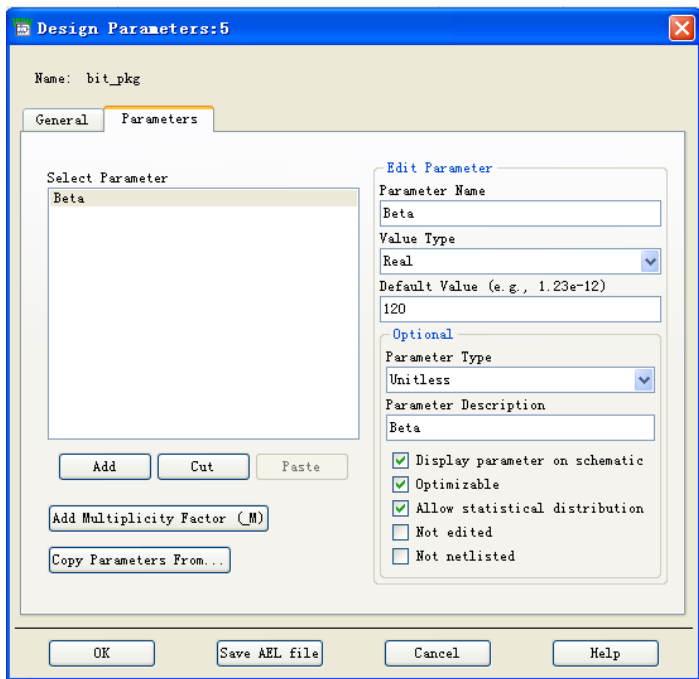 Design Parameters:5
Name: bit_pkg
General
Parameters
Select Parameter
Beta
Add
Cut
Paste
Add Multiplicity Factor (_M)
Copy Parameters From...
Edit Parameter
Parameter Name
Beta
Value Type
Real
Default Value (e.g., 1.23e-12)
120
Optional
Parameter Type
Unitless
Parameter Description
Beta
Display parameter on schematic
Optimizable
Allow statistical distribution
Not edited
Not netlisted
OK
Save AEL file
Cancel
Help